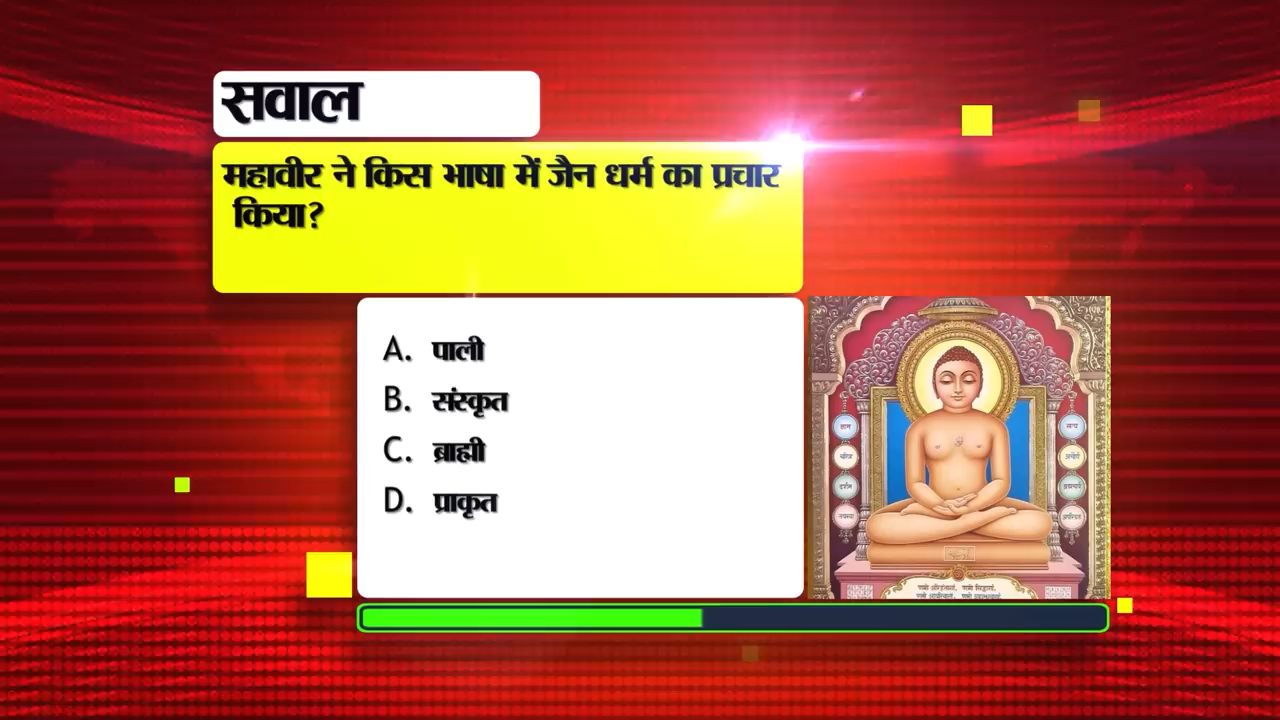 सवाल
महावीर ने किस भाषा में जैन धर्म का प्रचार
किया?
A. पाली
B. संस्कृत
C. ब्राह्मी
D. प्राकृत